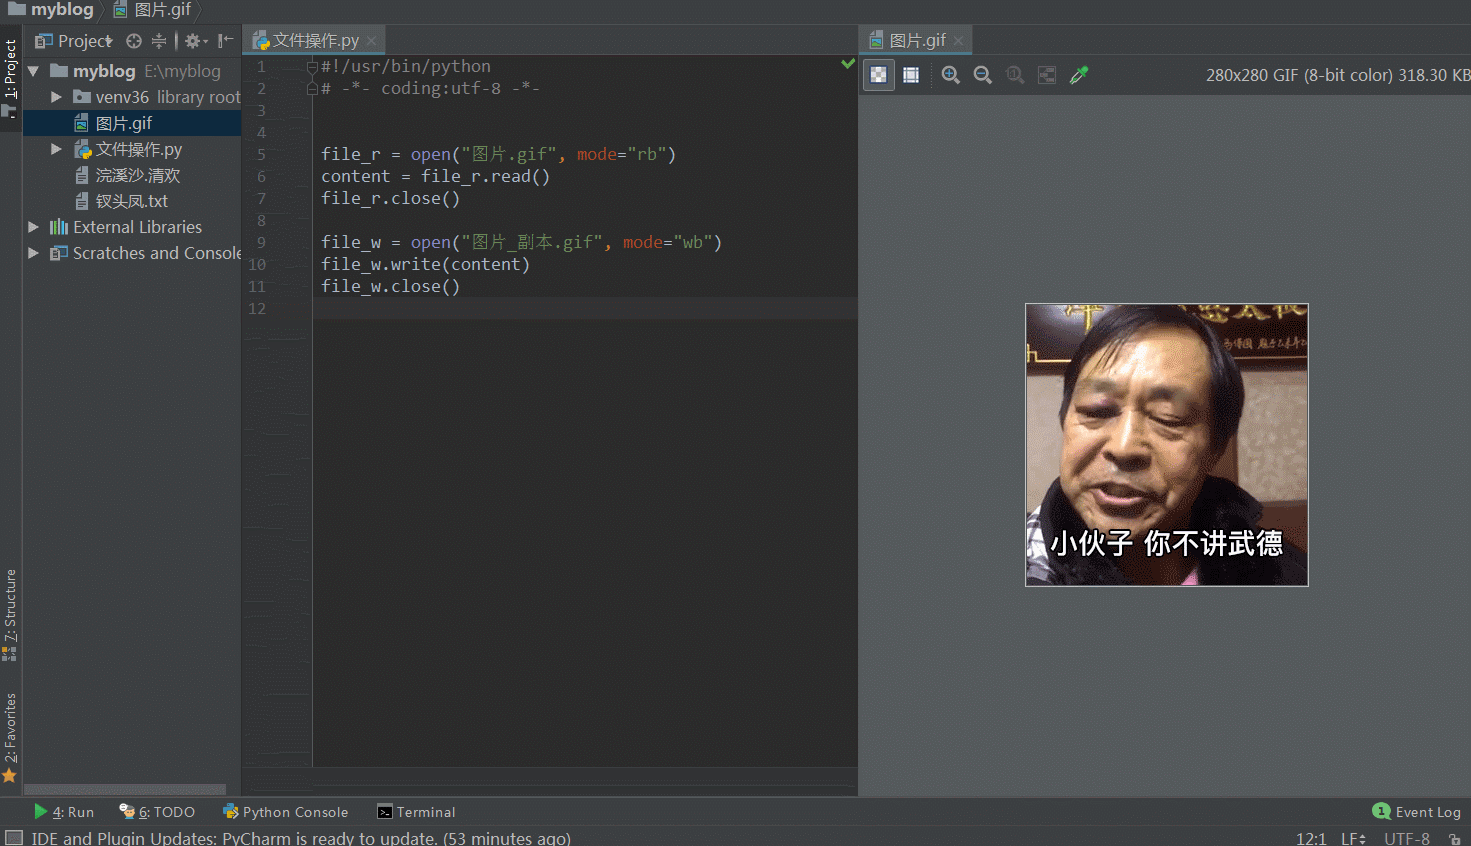 myblog 图片.gif
1: Project
Project
文件操作.py
图片.gif
myblog E:\myblog
venv36 library root
图片.gif
文件操作.py
浣溪沙.清欢
钗头凤.txt
External Libraries
Scratches and Console
1 #!/usr/bin/python
2 # -*- coding:utf-8 -*-
3
4
5 file_r = open("图片.gif", mode="rb")
6 content = file_r.read()
7 file_r.close()
8
9 file_w = open("图片_副本.gif", mode="wb")
10 file_w.write(content)
11 file_w.close()
12
280x280 GIF (8-bit color) 318.30 KB
小伙子 你不讲武德
7: Structure
2: Favorites
4: Run 6: TODO Python Console Terminal
1 Event Log
IDE and Plugin Updates: PyCharm is ready to update. (53 minutes ago)
12:1 LF UTF-8